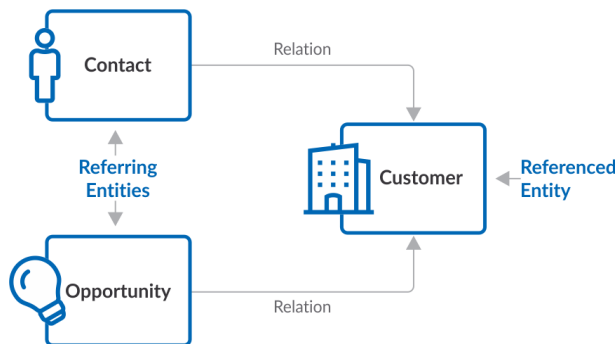 Contact
Relation
Referring
Entities
Customer
Referenced
Entity
Opportunity
Relation